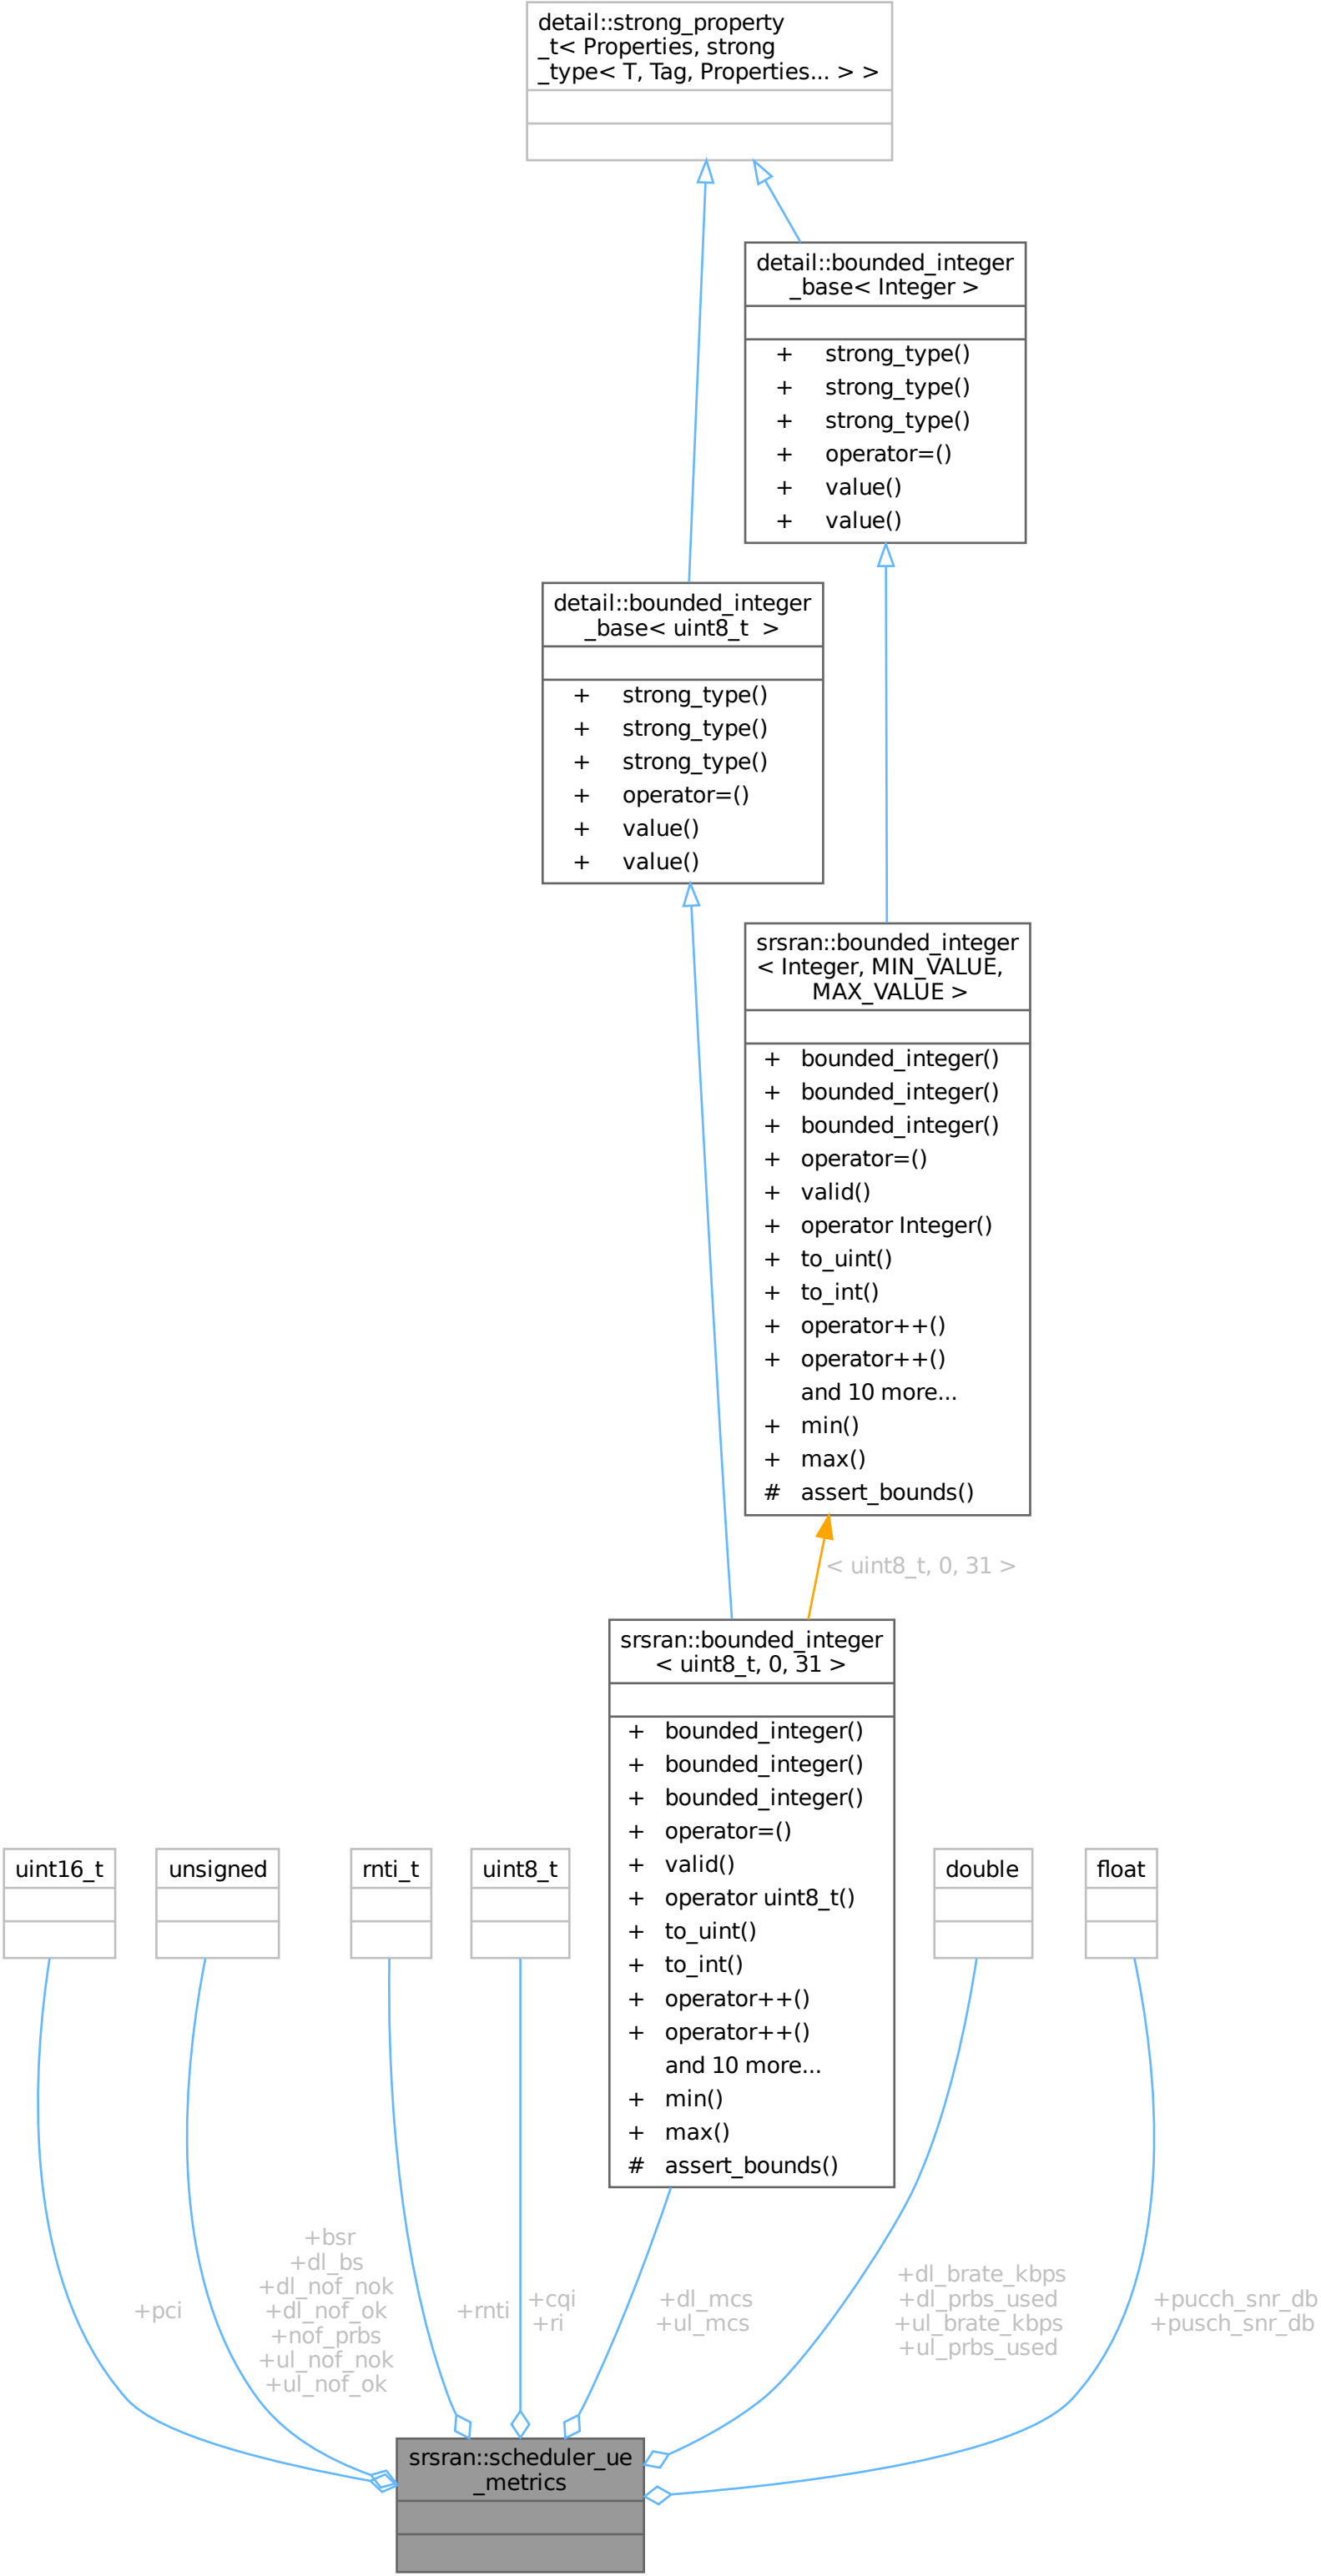 detail::strong_property
_t< Properties, strong
_type< T, Tag, Properties... > >
detail::bounded_integer
_base< Integer >
+ strong_type()
+ strong_type()
+ strong_type()
+ operator=()
+ value()
+ value()
detail::bounded_integer
_base< uint8_t  >
+ strong_type()
+ strong_type()
+ strong_type()
+ operator=()
+ value()
+ value()
srsran::bounded_integer
< Integer, MIN_VALUE,
MAX_VALUE >
+ bounded_integer()
+ bounded_integer()
+ bounded_integer()
+ operator=()
+ valid()
+ operator Integer()
+ to_uint()
+ to_int()
+ operator++()
+ operator++()
and 10 more...
+ min()
+ max()
# assert_bounds()
< uint8_t, 0, 31 >
srsran::bounded_integer
< uint8_t, 0, 31 >
+ bounded_integer()
+ bounded_integer()
+ bounded_integer()
+ operator=()
+ valid()
+ operator uint8_t()
+ to_uint()
+ to_int()
+ operator++()
+ operator++()
and 10 more...
+ min()
+ max()
# assert_bounds()
uint16_t
unsigned
rnti_t
uint8_t
double
float
+pci
+bsr
+dl_bs
+dl_nof_nok
+dl_nof_ok
+nof_prbs
+ul_nof_nok
+ul_nof_ok
+rnti
+cqi
+ri
+dl_mcs
+ul_mcs
+dl_brate_kbps
+dl_prbs_used
+ul_brate_kbps
+ul_prbs_used
+pucch_snr_db
+pusch_snr_db
srsran::scheduler_ue
_metrics